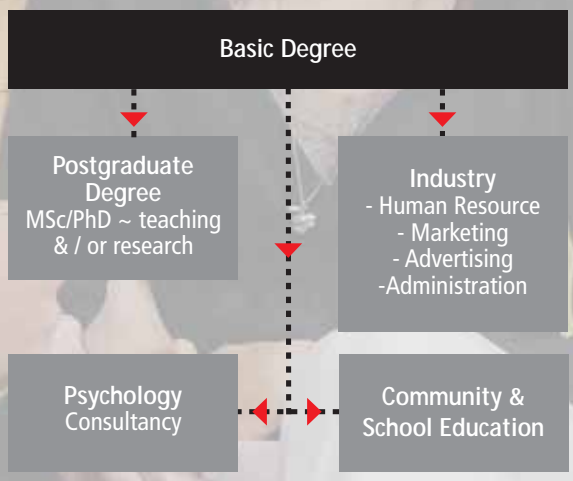 Basic Degree
Postgraduate
Degree
MSc/PhD ~ teaching
& / or research
Industry
- Human Resource
- Marketing
- Advertising
-Administration
Psychology
Consultancy
Community &
School Education